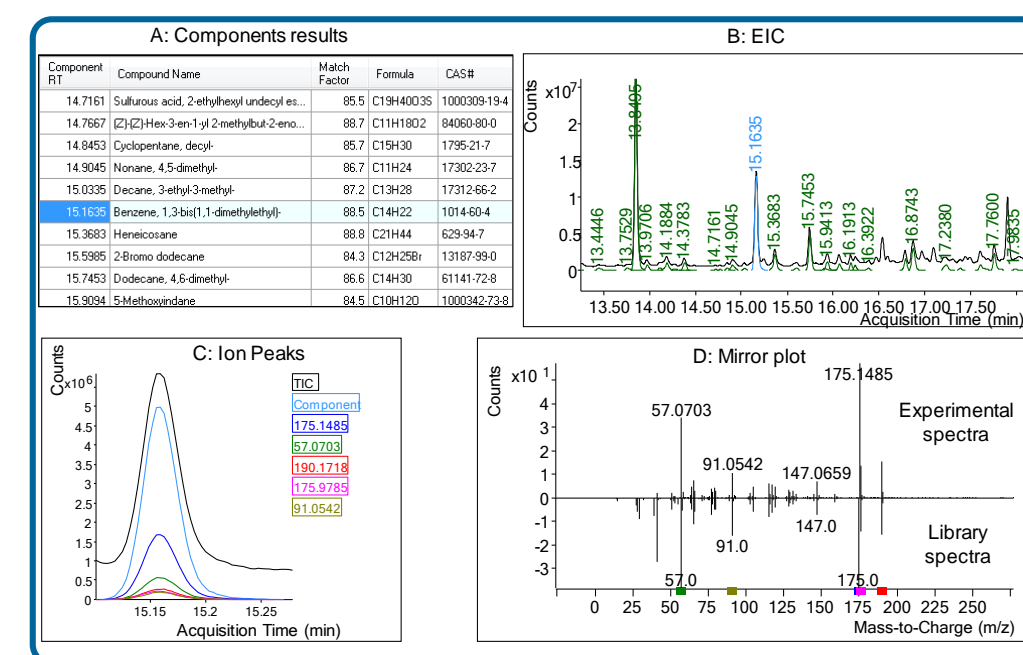 A: Components results
Component RT Compound Name Match Factor Formula CAS#
14.7161 Sulfurous acid, 2-ethylhexyl undecyl es... 85.5 C19H40O3S 1000309-19-4
14.7667 (Z)-(Z)-Hex-3-en-1-yl 2-methylbut-2-eno... 88.7 C11H18O2 84060-80-0
14.8453 Cyclopentane, decyl- 85.7 C15H30 1795-21-7
14.9045 Nonane, 4,5-dimethyl- 86.7 C11H24 17302-23-7
15.0335 Decane, 3-ethyl-3-methyl- 87.2 C13H28 17312-66-2
15.1635 Benzene, 1,3-bis(1,1-dimethylethyl)- 88.5 C14H22 1014-60-4
15.3683 Heneicosane 88.8 C21H44 629-94-7
15.5985 2-Bromo dodecane 84.3 C12H25Br 13187-99-0
15.7453 Dodecane, 4,6-dimethyl- 86.6 C14H30 61141-72-8
15.9094 5-Methoxyindane 84.5 C10H12O 1000342-73-8
B: EIC
Counts
x10 7
2
1.5
1
0.5
0
13.4446 13.7529 13.8495 13.9706 14.1884 14.3783 14.7161 14.9045 15.1635 15.3683 15.7453 15.9413 16.1913 16.3922 16.8743 17.2380 17.7600 17.9835
13.50 14.00 14.50 15.00 15.50 16.00 16.50 17.00 17.50
Acquisition Time (min)
C: Ion Peaks
Counts
x10 6
5
4.5
4
3.5
3
2.5
2
1.5
1
0.5
0
TIC
Component
175.1485
57.0703
190.1718
175.9785
91.0542
15.15 15.2 15.25
Acquisition Time (min)
D: Mirror plot
Counts
x10 1
4
3
2
1
0
-1
-2
-3
175.1485
57.0703
91.0542
147.0659
Experimental
spectra
147.0
91.0
57.0
175.0
Library
spectra
0 25 50 75 100 125 150 175 200 225 250
Mass-to-Charge (m/z)